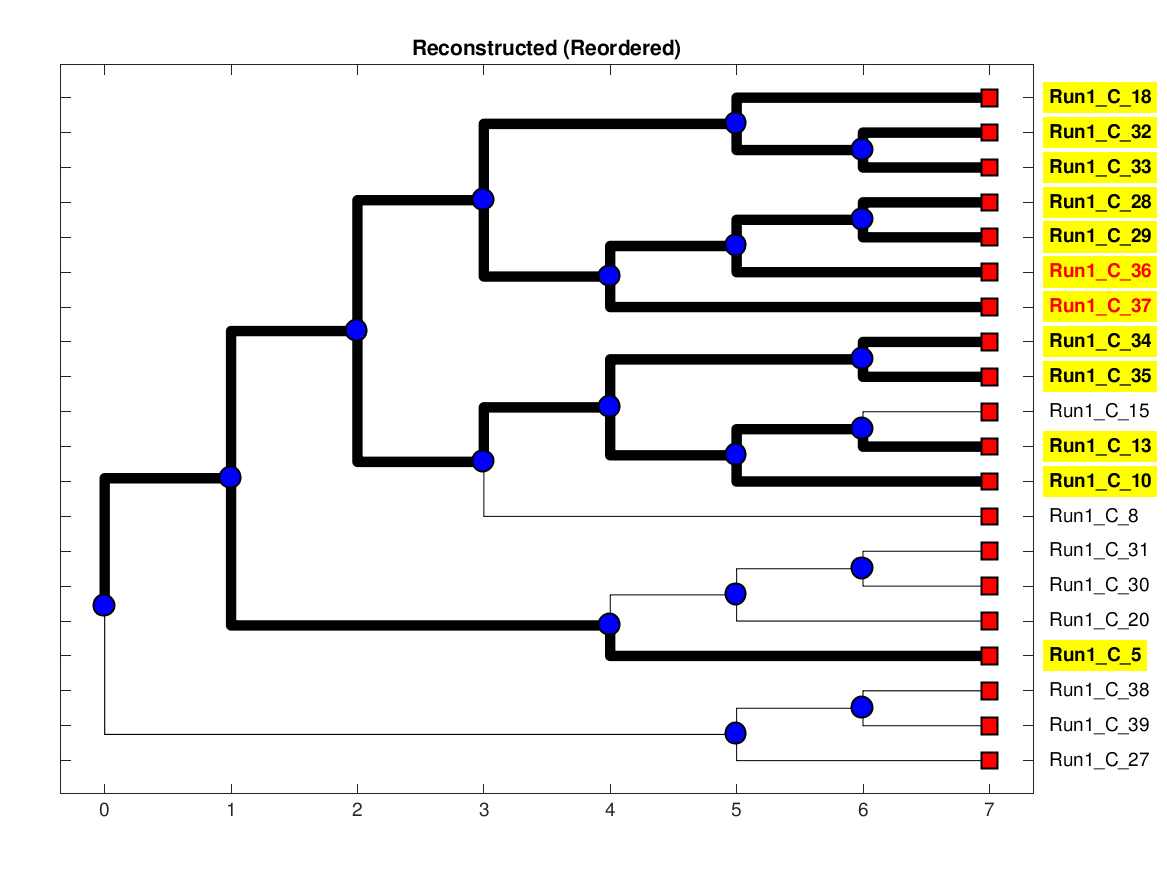 Reconstructed (Reordered)
Run1_C_18
Run1_C_32
Run1_C_33
Run1_C_28
Run1_C_29
Run1_C_36
Run1_C_37
Run1_C_34
Run1_C_35
Run1_C_15
Run1_C_13
Run1_C_10
Run1_C_8
Run1_C_31
Run1_C_30
Run1_C_20
Run1_C_5
Run1_C_38
Run1_C_39
Run1_C_27
0 1 2 3 4 5 6 7